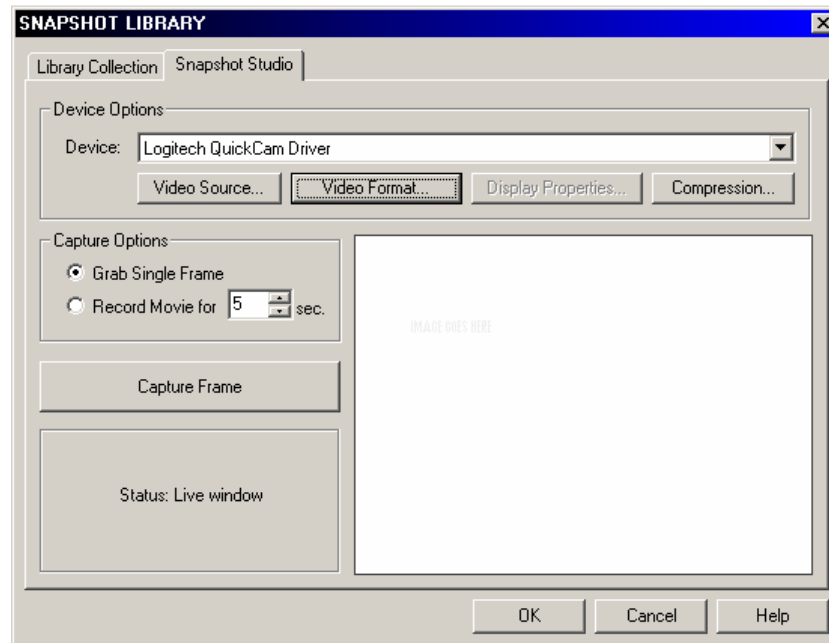 SNAPSHOT LIBRARY
Library Collection
Snapshot Studio
Device Options
Device: Logitech QuickCam Driver
Video Source... Video Format... Display Properties... Compression...
Capture Options
Grab Single Frame
Record Movie for 5 sec.
IMAGE GOES HERE
Capture Frame
Status: Live window
OK Cancel Help